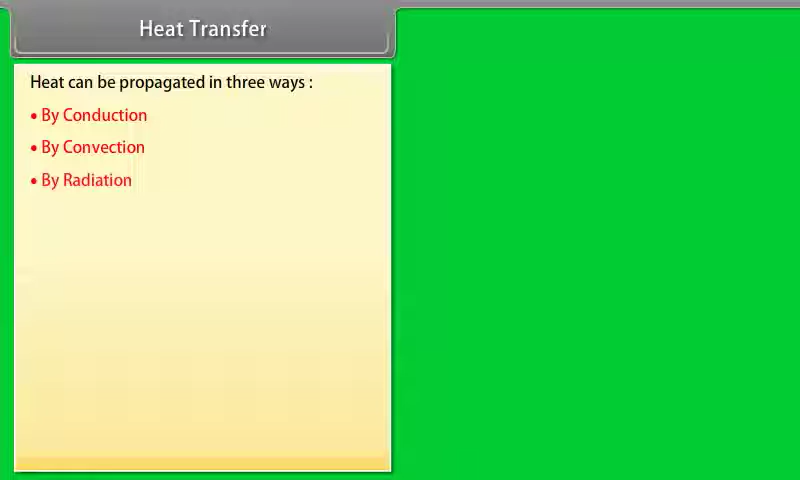 Heat Transfer
Heat can be propagated in three ways :
• By Conduction
• By Convection
• By Radiation